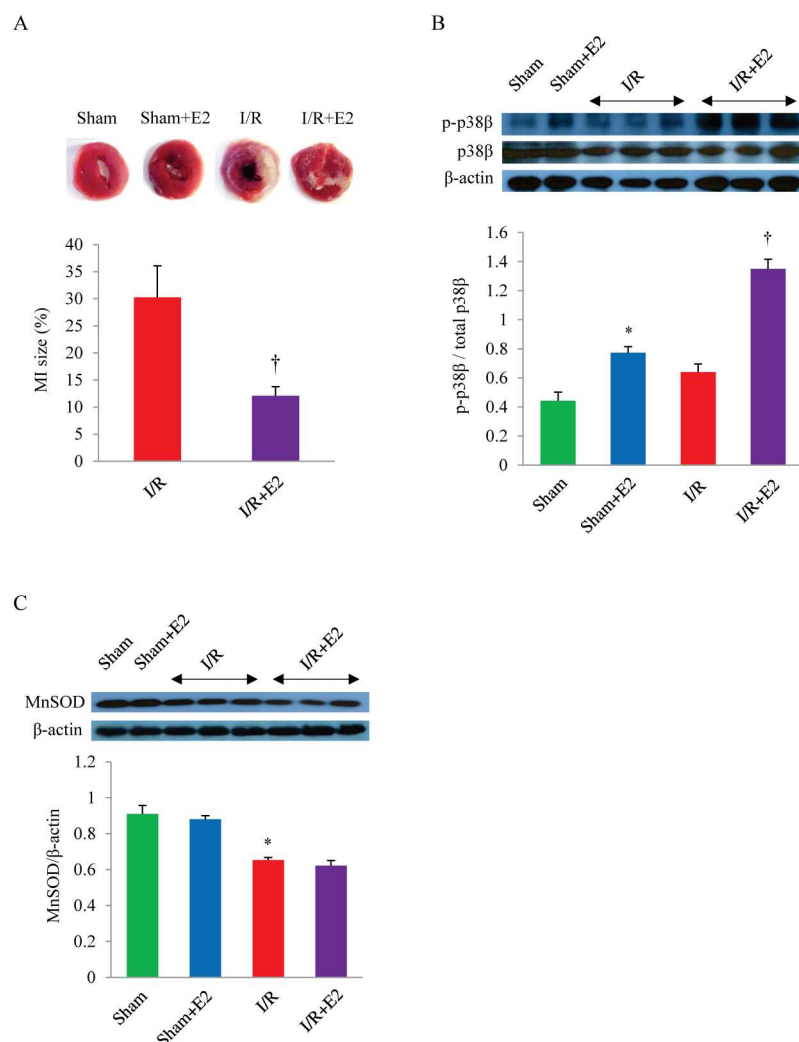 A
Sham Sham+E2 I/R I/R+E2
MI size (%)
40
35
30
25
20
15
10
5
0
†
I/R
I/R+E2
B
Sham
Sham+E2
I/R
I/R+E2
p-p38β
p38β
β-actin
p-p38β / total p38β
1.6
1.4
1.2
1
0.8
0.6
0.4
0.2
0
*
†
Sham
Sham+E2
I/R
I/R+E2
C
Sham
Sham+E2
I/R
I/R+E2
MnSOD
β-actin
MnSOD/β-actin
1.2
1
0.8
0.6
0.4
0.2
0
*
Sham
Sham+E2
I/R
I/R+E2